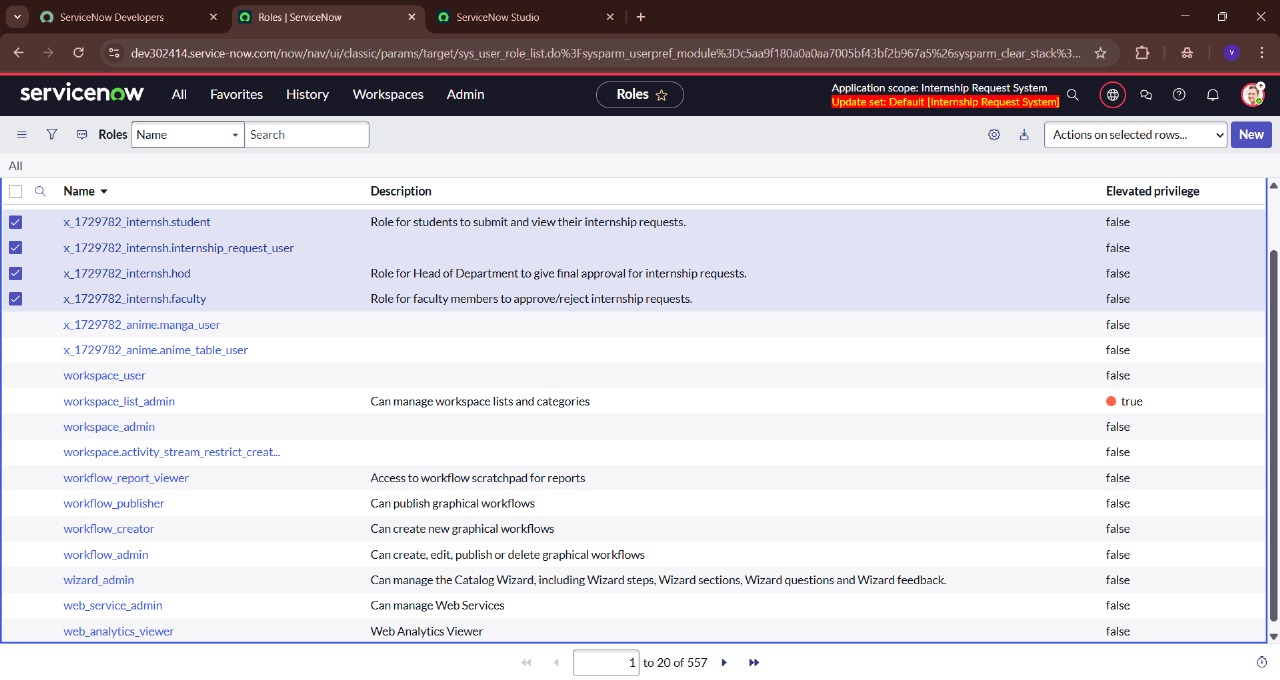 ServiceNow Developers
Roles | ServiceNow
ServiceNow Studio
dev302414.service-now.com/now/nav/ui/classic/params/target/sys_user_role_list.do%3Fsysparm_userpref_module%3Dc5aa9f180a0a0aa7005bf43bf2b967a5%26sysparm_clear_stack%3...
V
servicenow All Favorites History Workspaces Admin
Roles
Application scope: Internship Request System
Update set: Default [Internship Request System]
Roles Name Search Actions on selected rows... New
All
Name Description Elevated privilege
x_1729782_internsh.student Role for students to submit and view their internship requests. false
x_1729782_internsh.internship_request_user false
x_1729782_internsh.hod Role for Head of Department to give final approval for internship requests. false
x_1729782_internsh.faculty Role for faculty members to approve/reject internship requests. false
x_1729782_anime.manga_user false
x_1729782_anime.anime_table_user false
workspace_user false
workspace_list_admin Can manage workspace lists and categories true
workspace_admin false
workspace.activity_stream_restrict_creat... false
workflow_report_viewer Access to workflow scratchpad for reports false
workflow_publisher Can publish graphical workflows false
workflow_creator Can create new graphical workflows false
workflow_admin Can create, edit, publish or delete graphical workflows false
wizard_admin Can manage the Catalog Wizard, including Wizard steps, Wizard sections, Wizard questions and Wizard feedback. false
web_service_admin Can manage Web Services false
web_analytics_viewer Web Analytics Viewer false
1 to 20 of 557